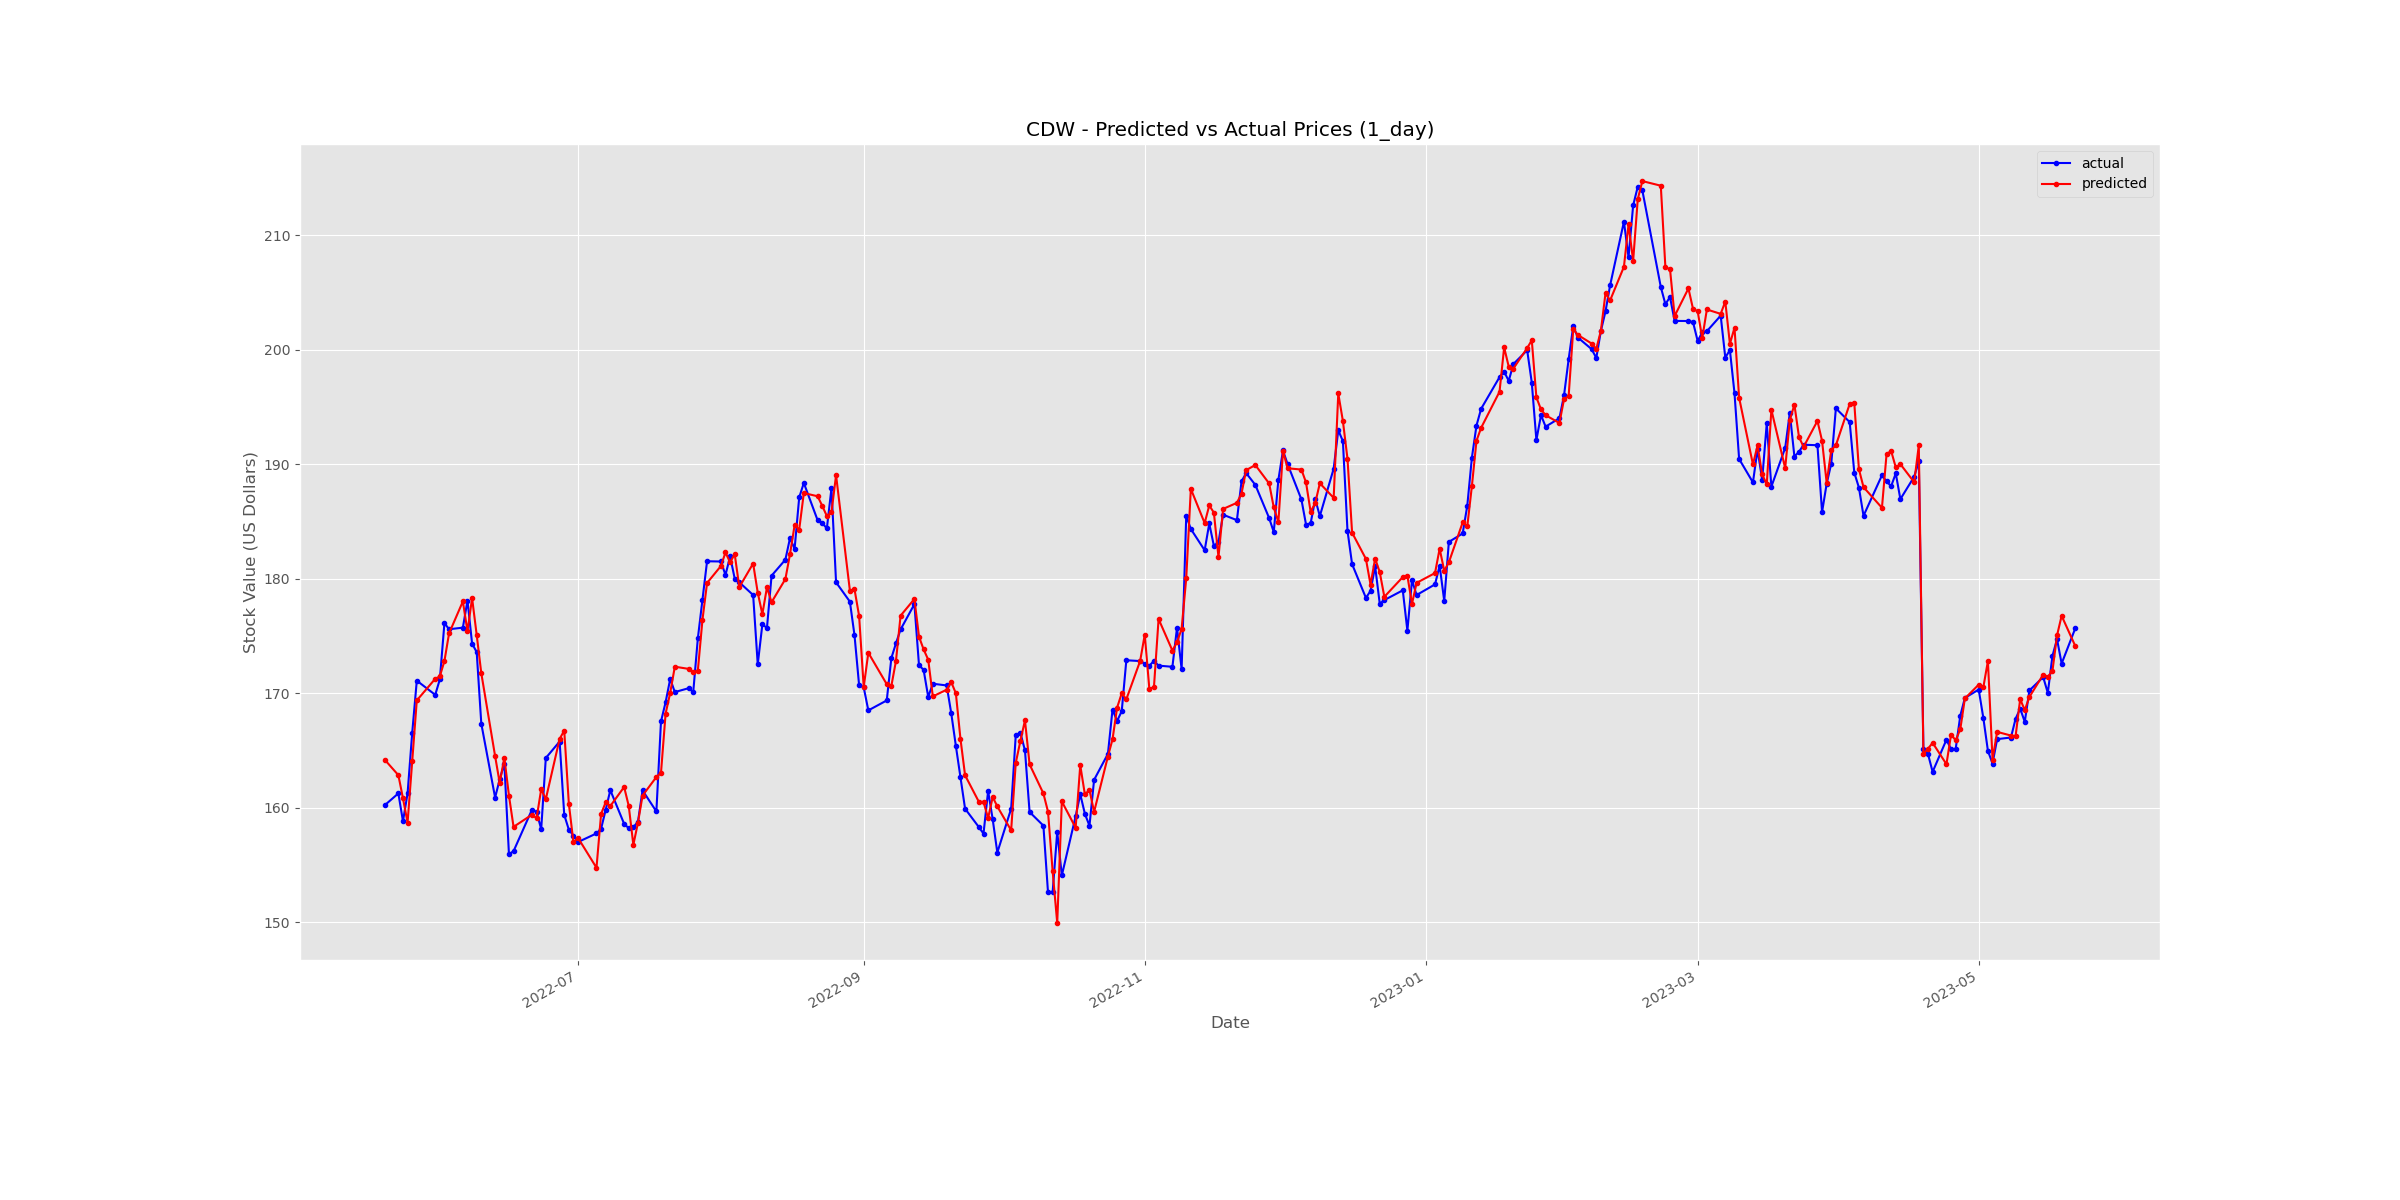 CDW - Predicted vs Actual Prices (1_day)
actual
predicted
Stock Value (US Dollars)
210
200
190
180
170
160
150
2022-07
2022-09
2022-11
2023-01
2023-03
2023-05
Date